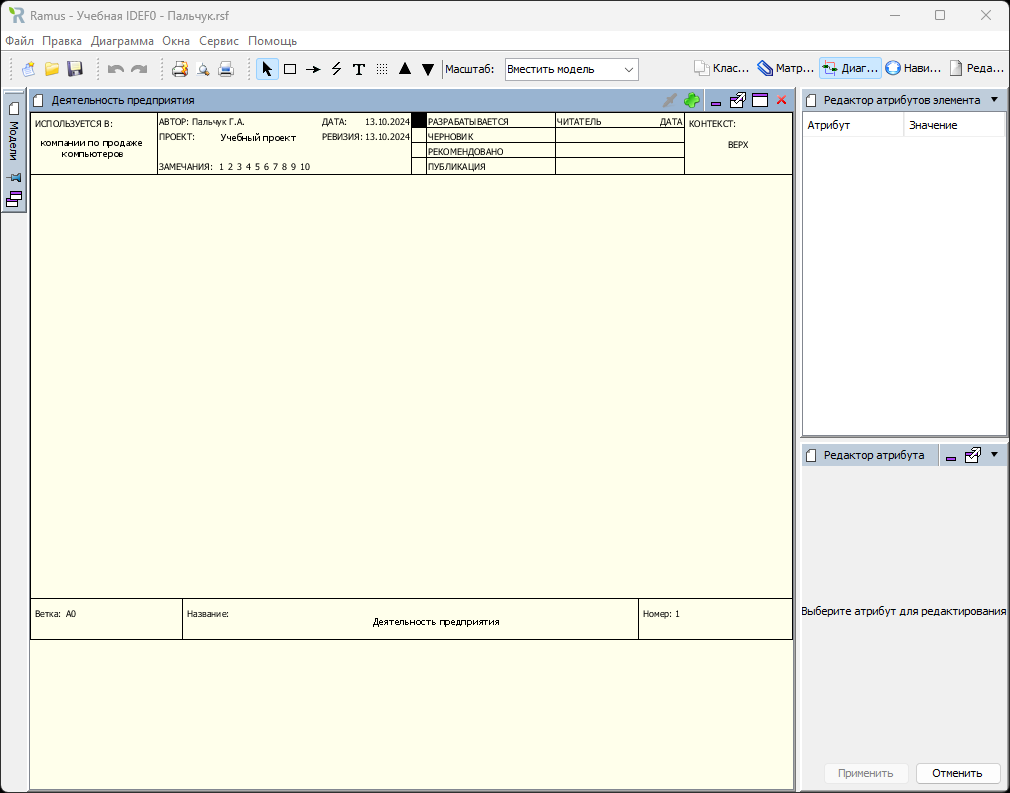 Ramus - Учебная IDEF0 - Пальчук.rsf
Файл Правка Диаграмма Окна Сервис Помощь
T Масштаб: Вместить модель Клас... Матр... Диаг... Нави... Реда...
Модели
Деятельность предприятия
ИСПОЛЬЗУЕТСЯ В:
компании по продаже
компьютеров
АВТОР: Пальчук Г.А. ДАТА: 13.10.2024
ПРОЕКТ: Учебный проект РЕВИЗИЯ: 13.10.2024
ЗАМЕЧАНИЯ: 1 2 3 4 5 6 7 8 9 10
РАЗРАБАТЫВАЕТСЯ
ЧЕРНОВИК
РЕКОМЕНДОВАНО
ПУБЛИКАЦИЯ
ЧИТАТЕЛЬ ДАТА
КОНТЕКСТ:
ВЕРХ
Ветка: A0
Название:
Деятельность предприятия
Номер: 1
Редактор атрибутов элемента
Атрибут Значение
Редактор атрибута
Выберите атрибут для редактирования
Применить Отменить